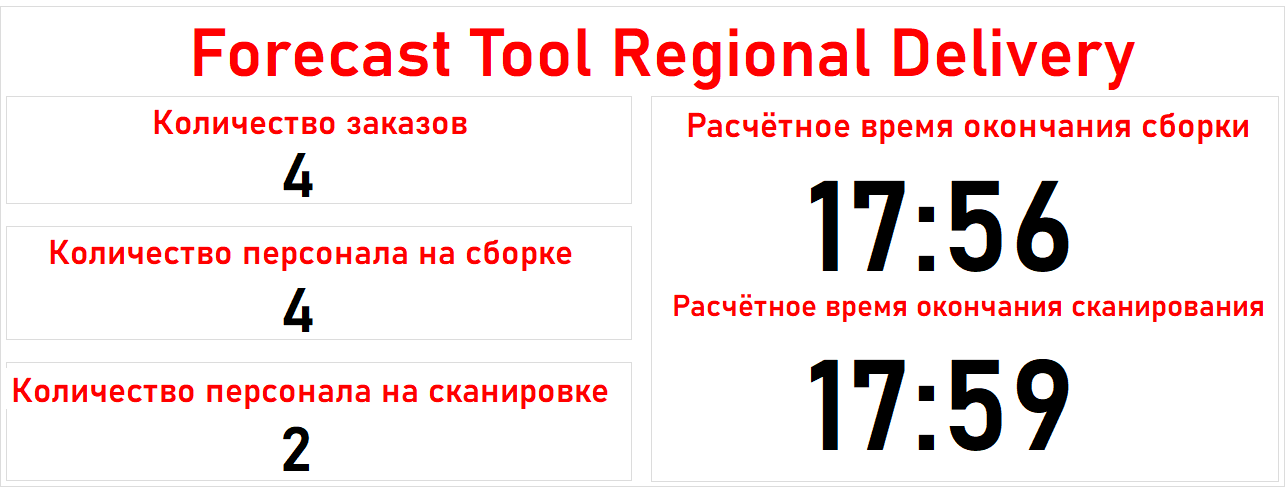 Forecast Tool Regional Delivery
Количество заказов
4
Количество персонала на сборке
4
Количество персонала на сканировке
2
Расчётное время окончания сборки
17:56
Расчётное время окончания сканирования
17:59